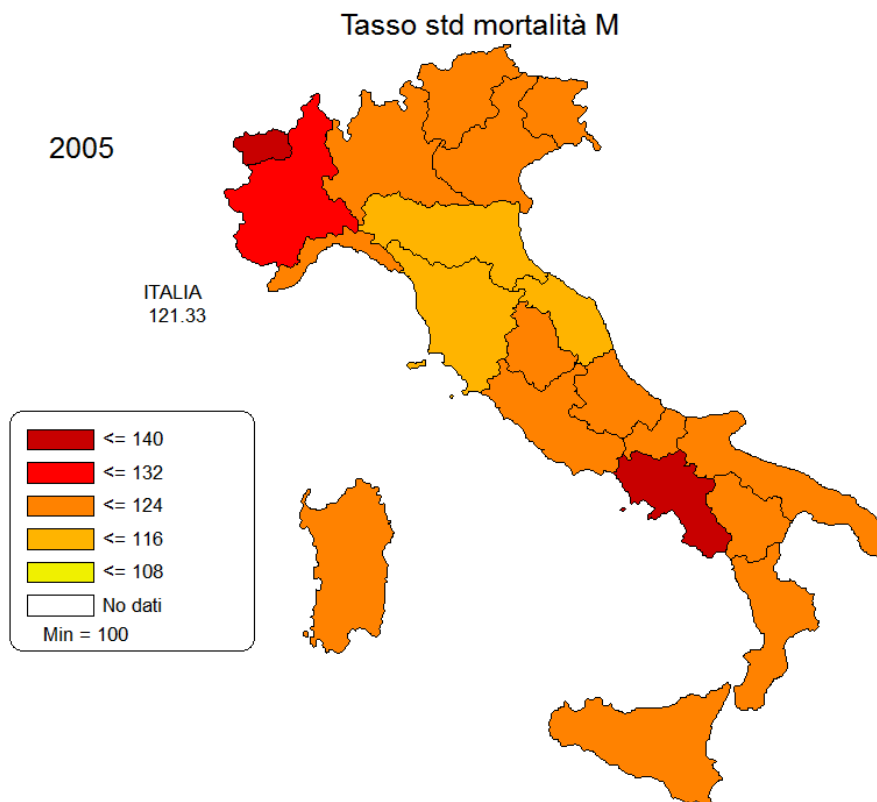 Tasso std mortalità M
2005
ITALIA
121.33
<= 140
<= 132
<= 124
<= 116
<= 108
No dati
Min = 100